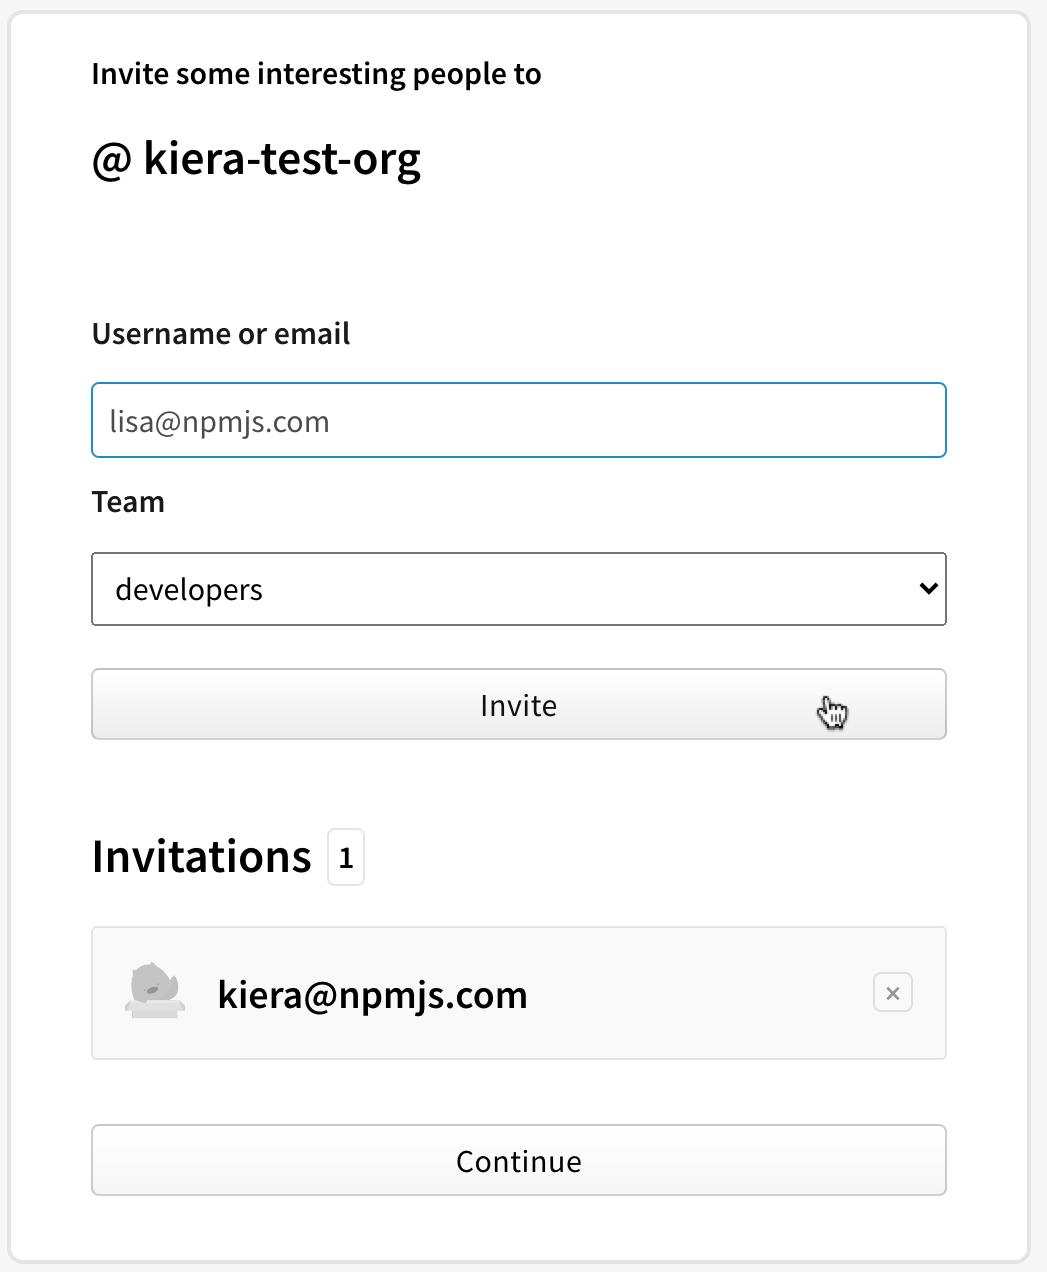 Invite some interesting people to
@ kiera-test-org
Username or email
lisa@npmjs.com
Team
developers
Invite
Invitations 1
kiera@npmjs.com
×
Continue